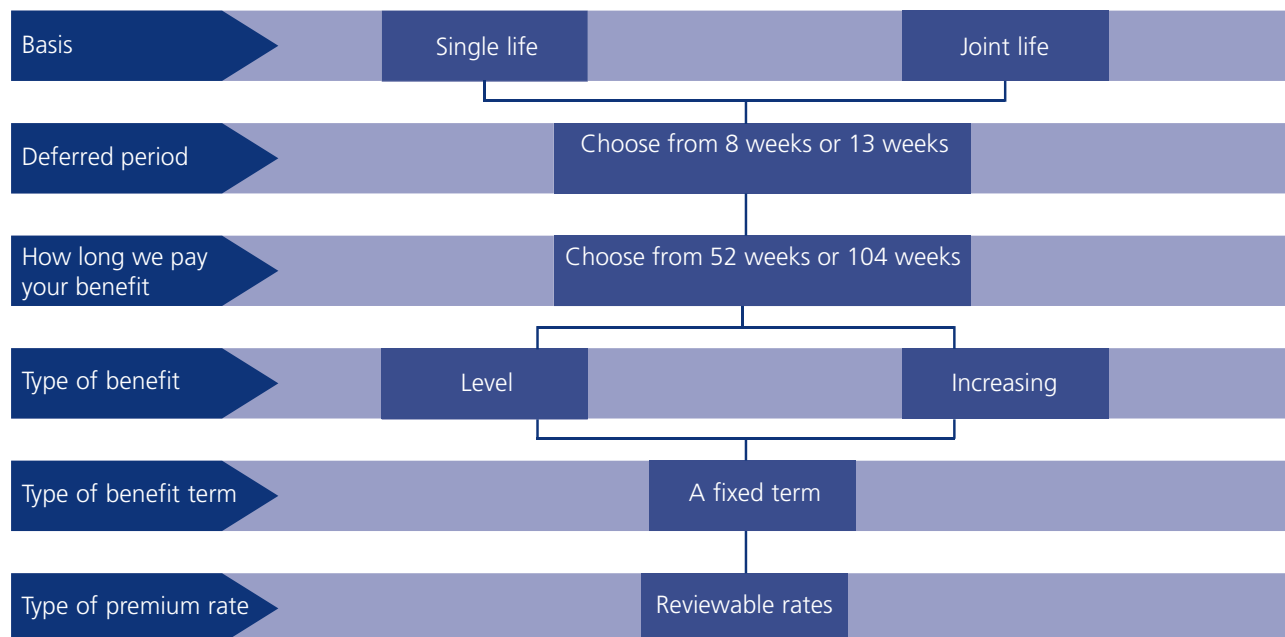 Basis
Single life
Joint life
Deferred period
Choose from 8 weeks or 13 weeks
How long we pay
your benefit
Choose from 52 weeks or 104 weeks
Type of benefit
Level
Increasing
Type of benefit term
A fixed term
Type of premium rate
Reviewable rates